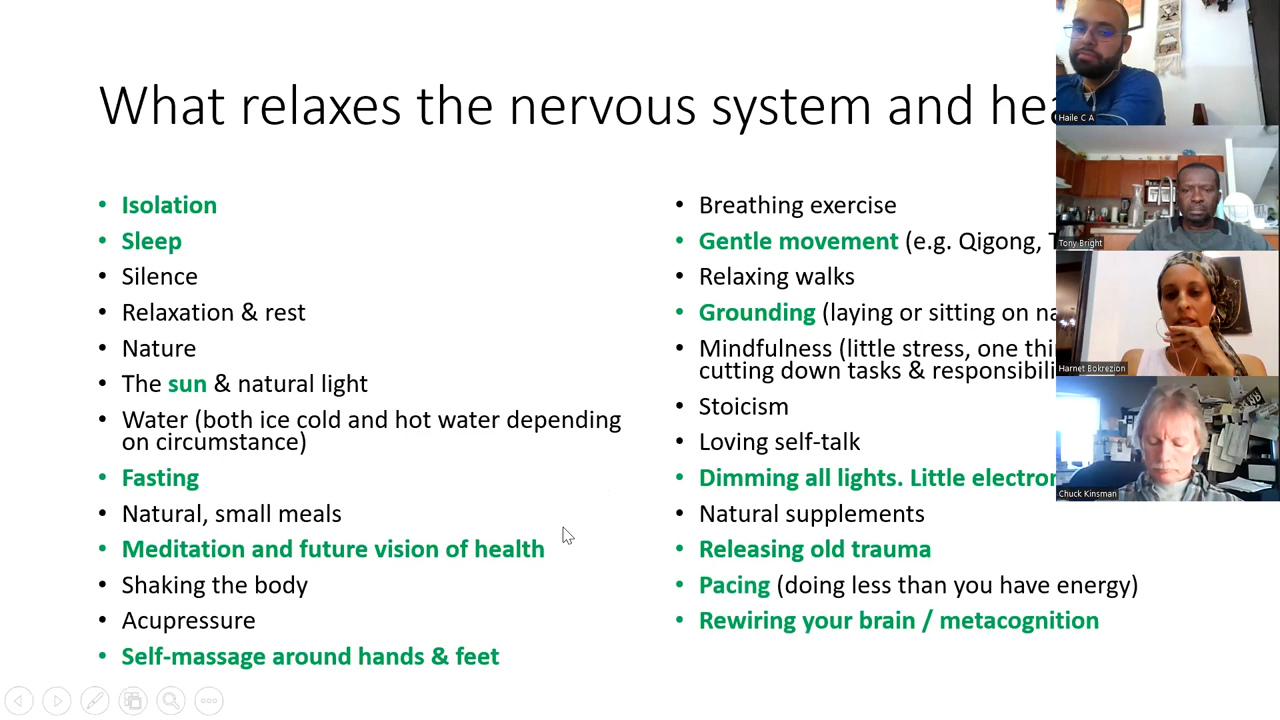 What relaxes the nervous system and hea
• Isolation
• Sleep
• Silence
• Relaxation & rest
• Nature
• The sun & natural light
• Water (both ice cold and hot water depending
on circumstance)
• Fasting
• Natural, small meals
• Meditation and future vision of health
• Shaking the body
• Acupressure
• Self-massage around hands & feet
• Breathing exercise
• Gentle movement (e.g. Qigong, T
• Relaxing walks
• Grounding (laying or sitting on na
• Mindfulness (little stress, one thi
cutting down tasks & responsibili
• Stoicism
• Loving self-talk
• Dimming all lights. Little electron
• Natural supplements
• Releasing old trauma
• Pacing (doing less than you have energy)
• Rewiring your brain / metacognition
Haile C A
Tony Bright
Harnet Bokrezion
Chuck Kinsman